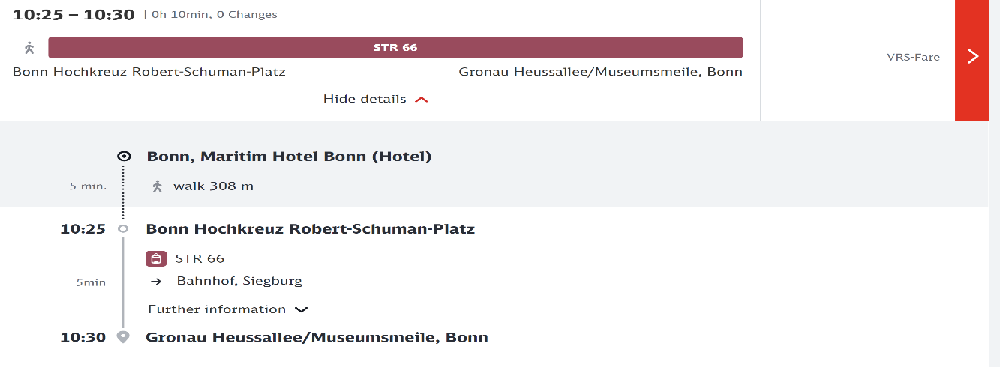 10:25 – 10:30 | 0h 10min, 0 Changes
STR 66
VRS-Fare
Bonn Hochkreuz Robert-Schuman-Platz Gronau Heussallee/Museumsmeile, Bonn
Hide details
Bonn, Maritim Hotel Bonn (Hotel)
5 min. walk 308 m
10:25 Bonn Hochkreuz Robert-Schuman-Platz
STR 66
5min → Bahnhof, Siegburg
Further information
10:30 Gronau Heussallee/Museumsmeile, Bonn